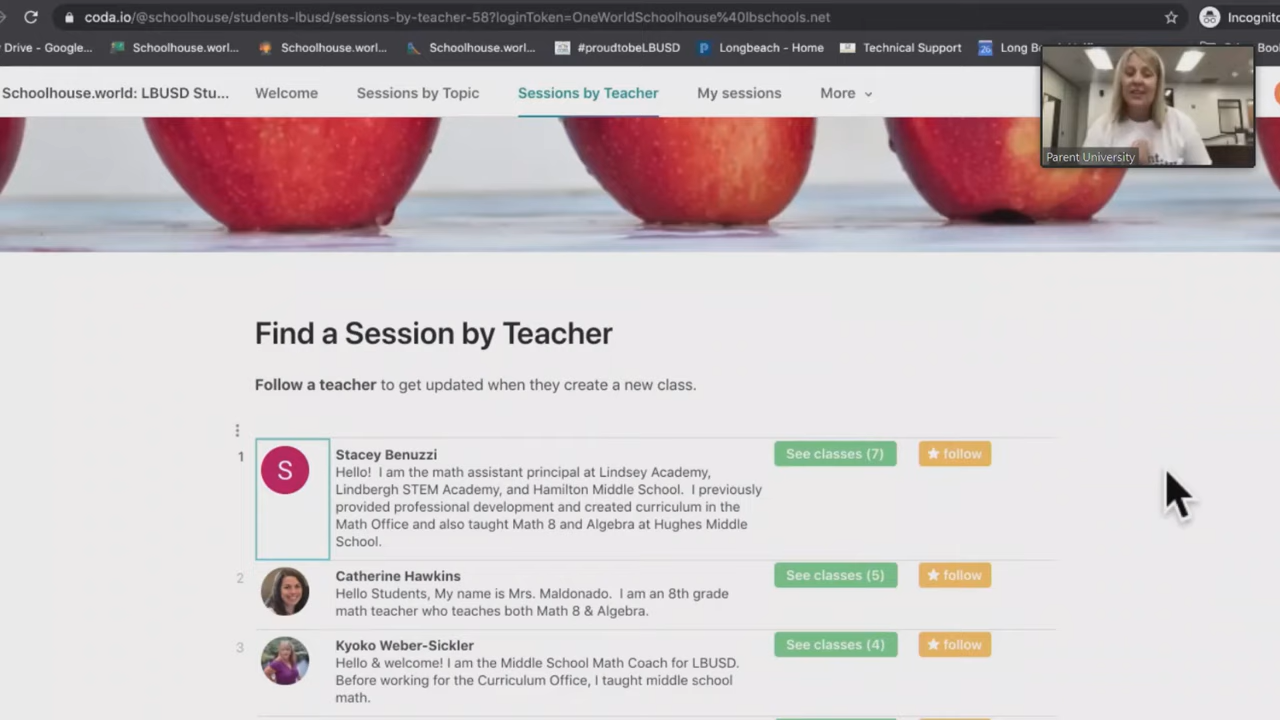 coda.io/@schoolhouse/students-lbusd/sessions-by-teacher-58?loginToken=OneWorldSchoolhouse%40lbschools.net
Incognito
Drive - Google...
Schoolhouse.worl...
Schoolhouse.worl...
Schoolhouse.worl...
#proudtobeLBUSD
P
Longbeach - Home
Technical Support
26
Long B
Schoolhouse.world: LBUSD Stu...
Welcome
Sessions by Topic
Sessions by Teacher
My sessions
More
Parent University
Find a Session by Teacher
Follow a teacher to get updated when they create a new class.
1
S
Stacey Benuzzi
See classes (7)
follow
Hello! I am the math assistant principal at Lindsey Academy,
Lindbergh STEM Academy, and Hamilton Middle School. I previously
provided professional development and created curriculum in the
Math Office and also taught Math 8 and Algebra at Hughes Middle
School.
2
Catherine Hawkins
See classes (5)
follow
Hello Students, My name is Mrs. Maldonado. I am an 8th grade
math teacher who teaches both Math 8 & Algebra.
3
Kyoko Weber-Sickler
See classes (4)
follow
Hello & welcome! I am the Middle School Math Coach for LBUSD.
Before working for the Curriculum Office, I taught middle school
math.